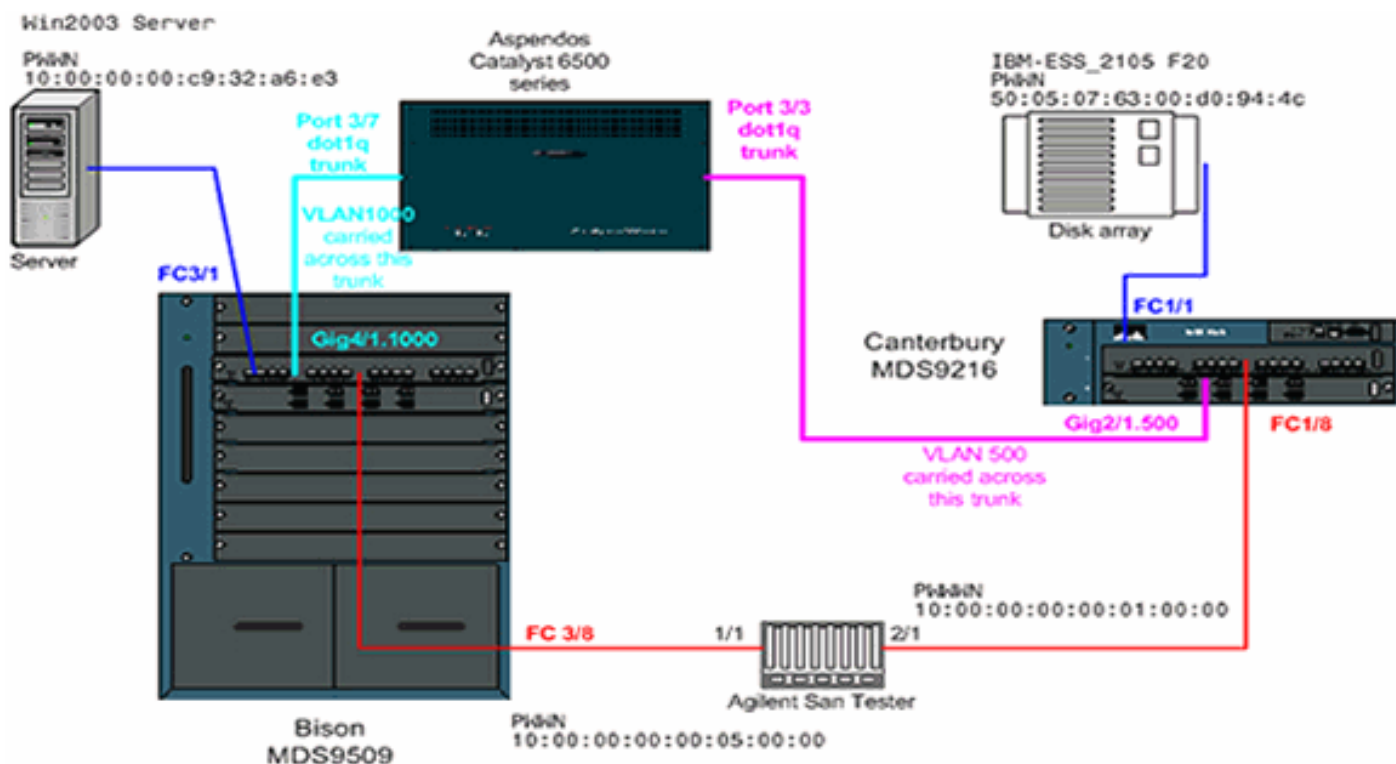 Win2003 Server
PWWN
10:00:00:00:c9:32:a6:e3
Server
FC3/1
Aspendos
Catalyst 6500
series
Port 3/7
dot1q
trunk
VLAN1000
carried
across this
trunk
Port 3/3
dot1q
trunk
IBM-ESS_2105 F20
PWWN
50:05:07:63:00:d0:94:4c
Disk array
FC1/1
Gig4/1.1000
Canterbury
MDS9216
Gig2/1.500
FC1/8
VLAN 500
carried across
this trunk
PWWN
10:00:00:00:00:01:00:00
FC 3/8
1/1
2/1
Agilent San Tester
Bison
MDS9509
PWWN
10:00:00:00:00:05:00:00